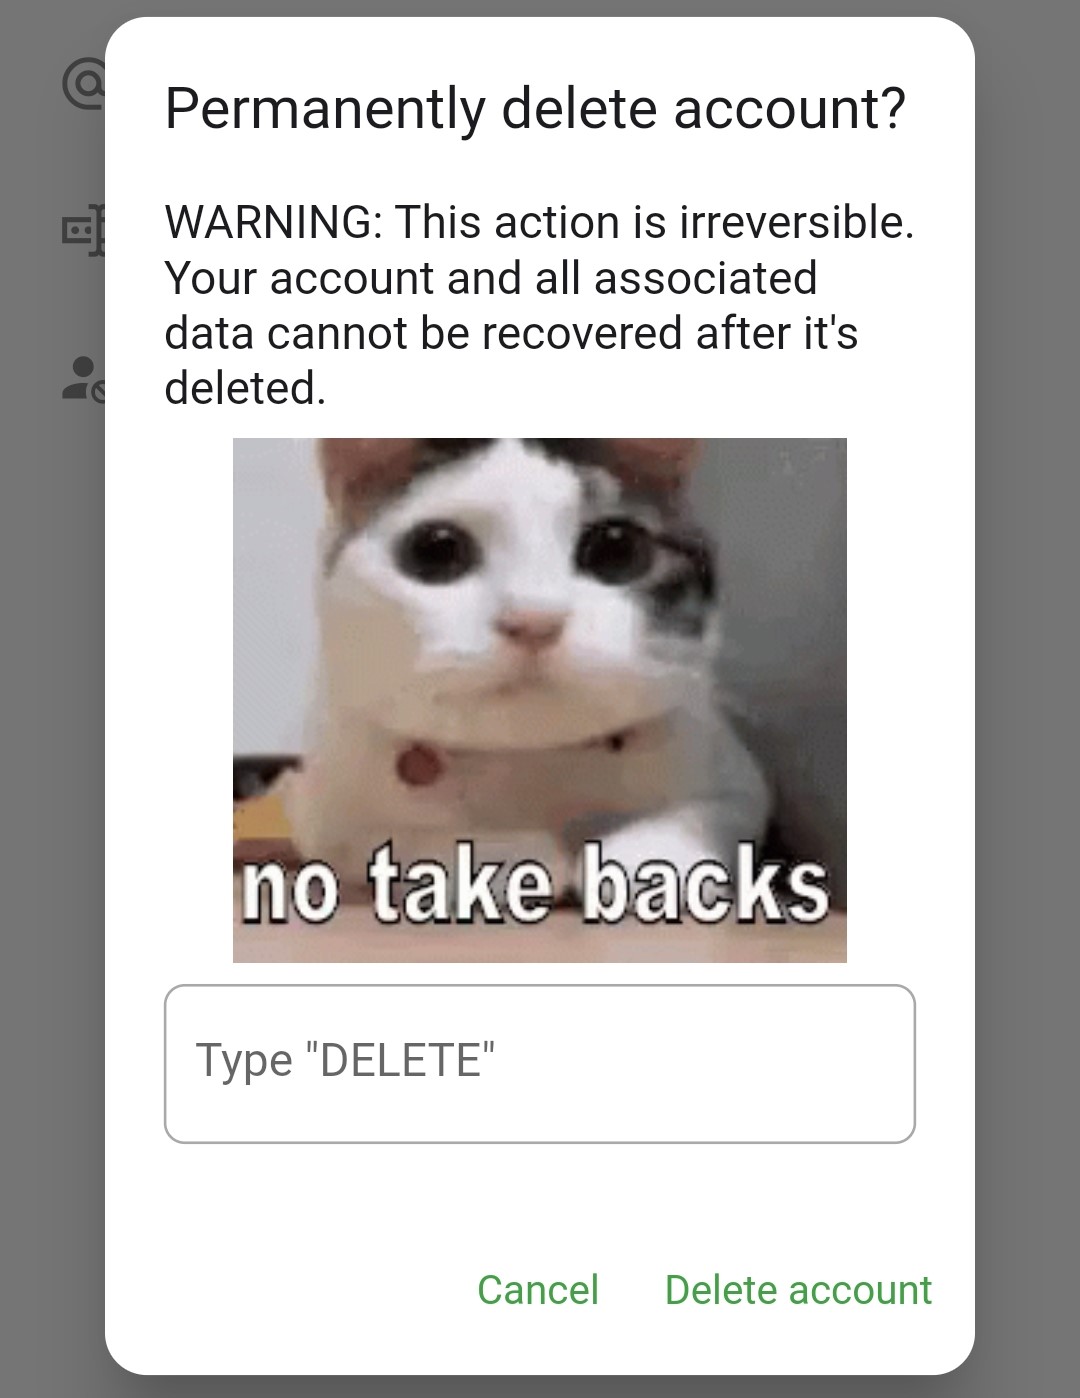 Permanently delete account?
WARNING: This action is irreversible.
Your account and all associated
data cannot be recovered after it's
deleted.
no take backs
Type "DELETE"
Cancel Delete account